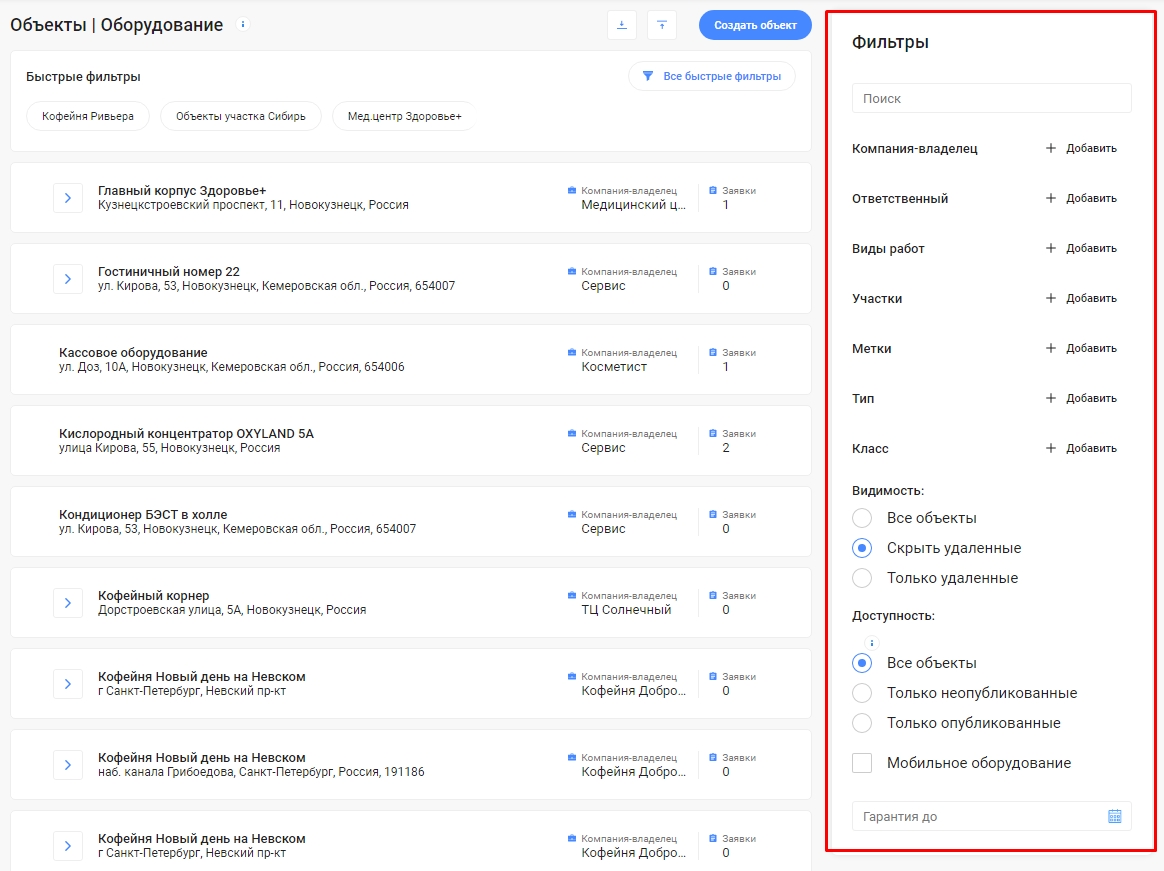 Объекты | Оборудование
Создать объект
Быстрые фильтры
Все быстрые фильтры
Кофейня Ривьера
Объекты участка Сибирь
Мед.центр Здоровье+
Главный корпус Здоровье+
Кузнецкстроевский проспект, 11, Новокузнецк, Россия
Компания-владелец
Медицинский ц...
Заявки
1
Гостиничный номер 22
ул. Кирова, 53, Новокузнецк, Кемеровская обл., Россия, 654007
Компания-владелец
Сервис
Заявки
0
Кассовое оборудование
ул. Доз, 10А, Новокузнецк, Кемеровская обл., Россия, 654006
Компания-владелец
Косметист
Заявки
1
Кислородный концентратор OXYLAND 5A
улица Кирова, 55, Новокузнецк, Россия
Компания-владелец
Сервис
Заявки
2
Кондиционер БЭСТ в холле
ул. Кирова, 53, Новокузнецк, Кемеровская обл., Россия, 654007
Компания-владелец
Сервис
Заявки
0
Кофейный корнер
Дорстроевская улица, 5А, Новокузнецк, Россия
Компания-владелец
ТЦ Солнечный
Заявки
0
Кофейня Новый день на Невском
г Санкт-Петербург, Невский пр-кт
Компания-владелец
Кофейня Добро...
Заявки
0
Кофейня Новый день на Невском
наб. канала Грибоедова, Санкт-Петербург, Россия, 191186
Компания-владелец
Кофейня Добро...
Заявки
0
Кофейня Новый день на Невском
г Санкт-Петербург, Невский пр-кт
Компания-владелец
Кофейня Добро...
Заявки
0
Фильтры
Поиск
Компания-владелец
+ Добавить
Ответственный
+ Добавить
Виды работ
+ Добавить
Участки
+ Добавить
Метки
+ Добавить
Тип
+ Добавить
Класс
+ Добавить
Видимость:
Все объекты
Скрыть удаленные
Только удаленные
Доступность:
Все объекты
Только неопубликованные
Только опубликованные
Мобильное оборудование
Гарантия до